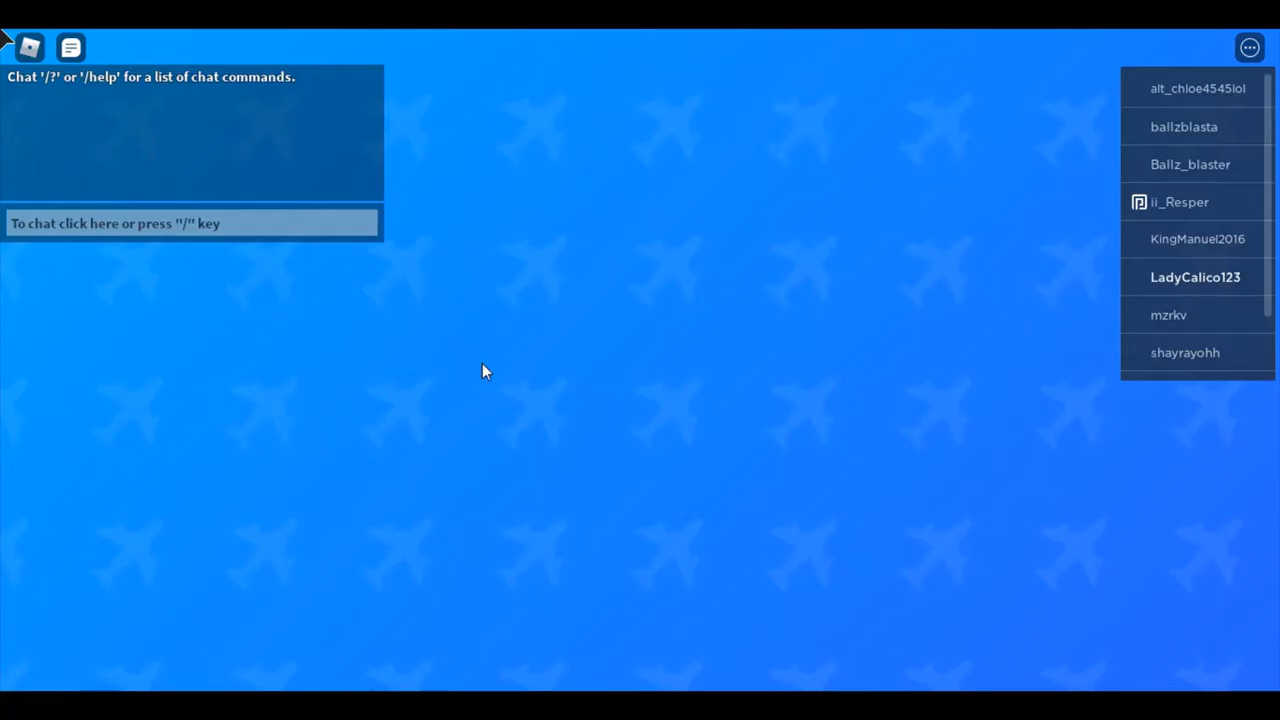 Chat '/?' or '/help' for a list of chat commands.
To chat click here or press "/" key
alt_chloe4545lol
ballzblasta
Ballz_blaster
ii_Resper
KingManuel2016
LadyCalico123
mzrkv
shayrayohh